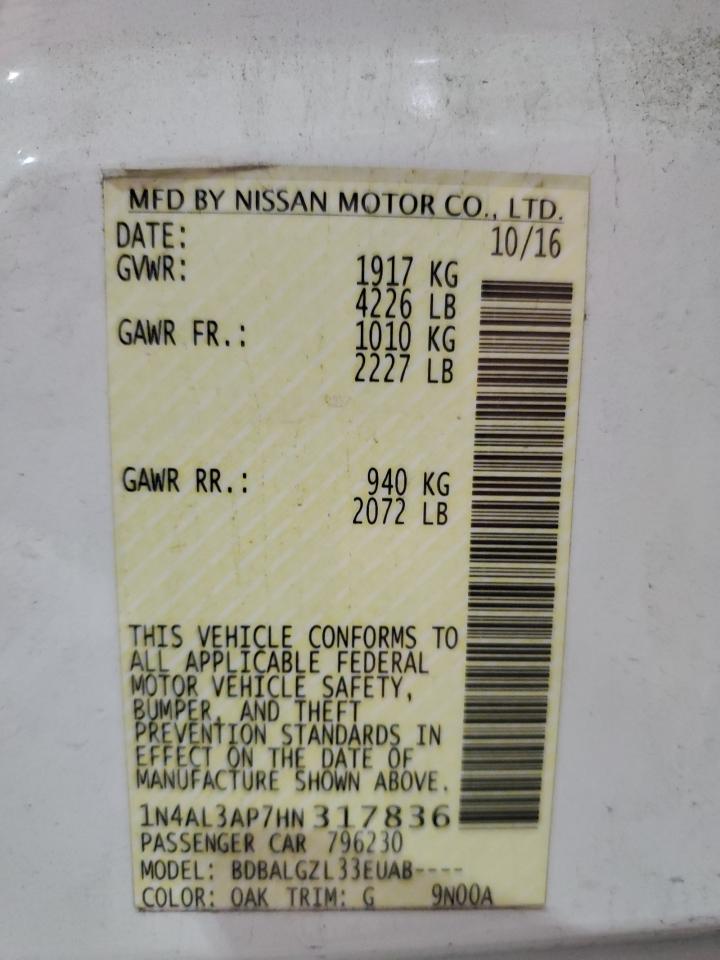 MFD BY NISSAN MOTOR CO., LTD.
DATE: 10/16
GVWR: 1917 KG
4226 LB
GAWR FR.: 1010 KG
2227 LB
GAWR RR.: 940 KG
2072 LB
THIS VEHICLE CONFORMS TO
ALL APPLICABLE FEDERAL
MOTOR VEHICLE SAFETY,
BUMPER, AND THEFT
PREVENTION STANDARDS IN
EFFECT ON THE DATE OF
MANUFACTURE SHOWN ABOVE.
1N4AL3AP7HN317836
PASSENGER CAR 796230
MODEL: BDBALGZL33EUAB----
COLOR: QAK TRIM: G 9N00A